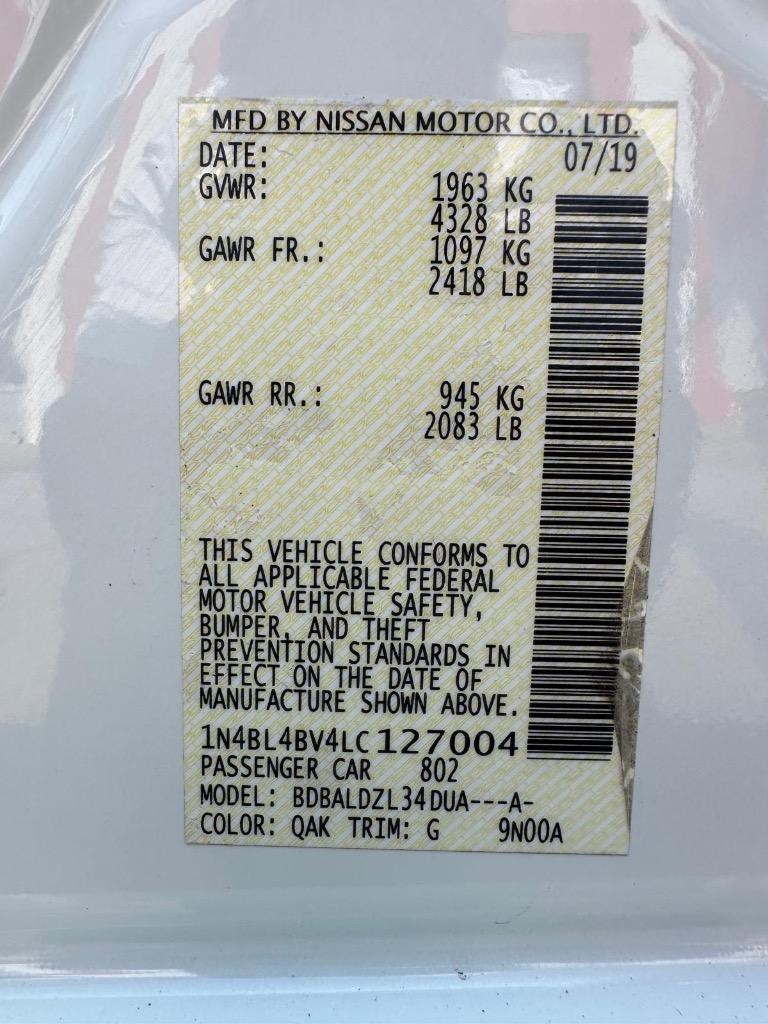 MFD BY NISSAN MOTOR CO., LTD.
DATE: 07/19
GVWR: 1963 KG
4328 LB
GAWR FR.: 1097 KG
2418 LB
GAWR RR.: 945 KG
2083 LB
THIS VEHICLE CONFORMS TO
ALL APPLICABLE FEDERAL
MOTOR VEHICLE SAFETY,
BUMPER, AND THEFT
PREVENTION STANDARDS IN
EFFECT ON THE DATE OF
MANUFACTURE SHOWN ABOVE.
1N4BL4BV4LC127004
PASSENGER CAR 802
MODEL: BDBALDZL34DUA---A-
COLOR: QAK TRIM: G 9N00A